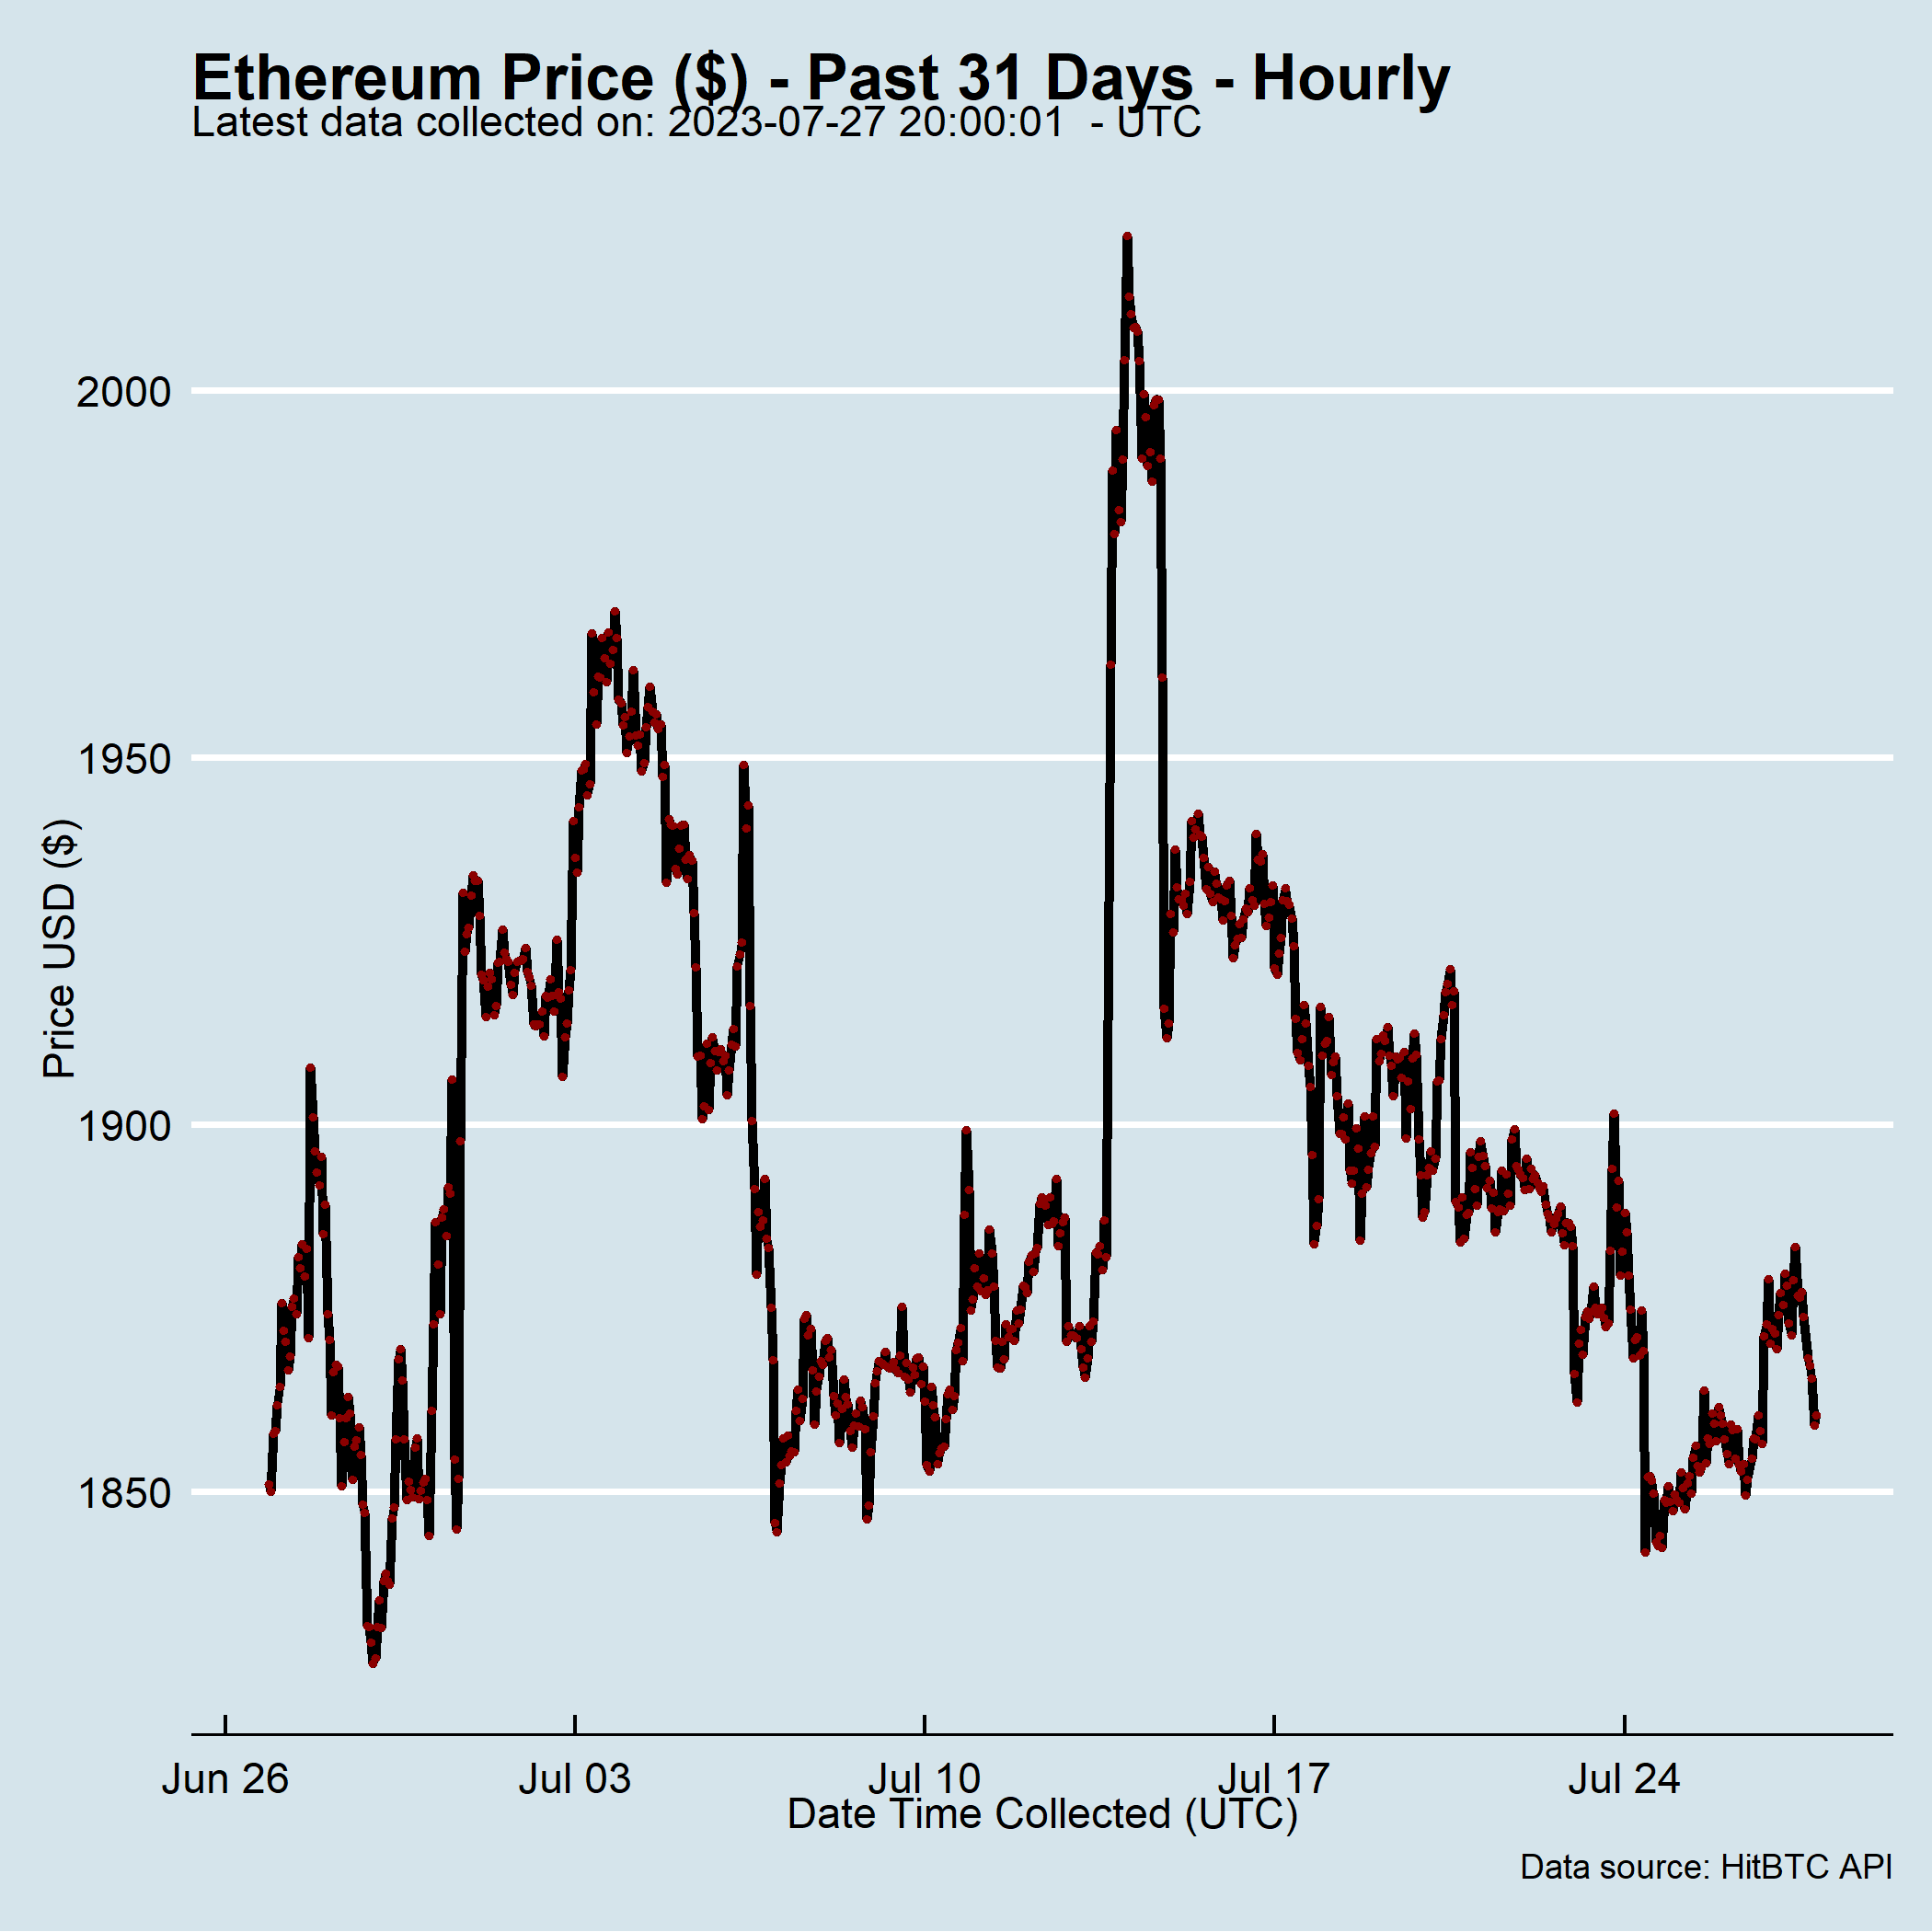 Ethereum Price ($) - Past 31 Days - Hourly
Latest data collected on: 2023-07-27 20:00:01  - UTC
Price USD ($)
2000
1950
1900
1850
Jun 26 Jul 03 Jul 10 Jul 17 Jul 24
Date Time Collected (UTC)
Data source: HitBTC API